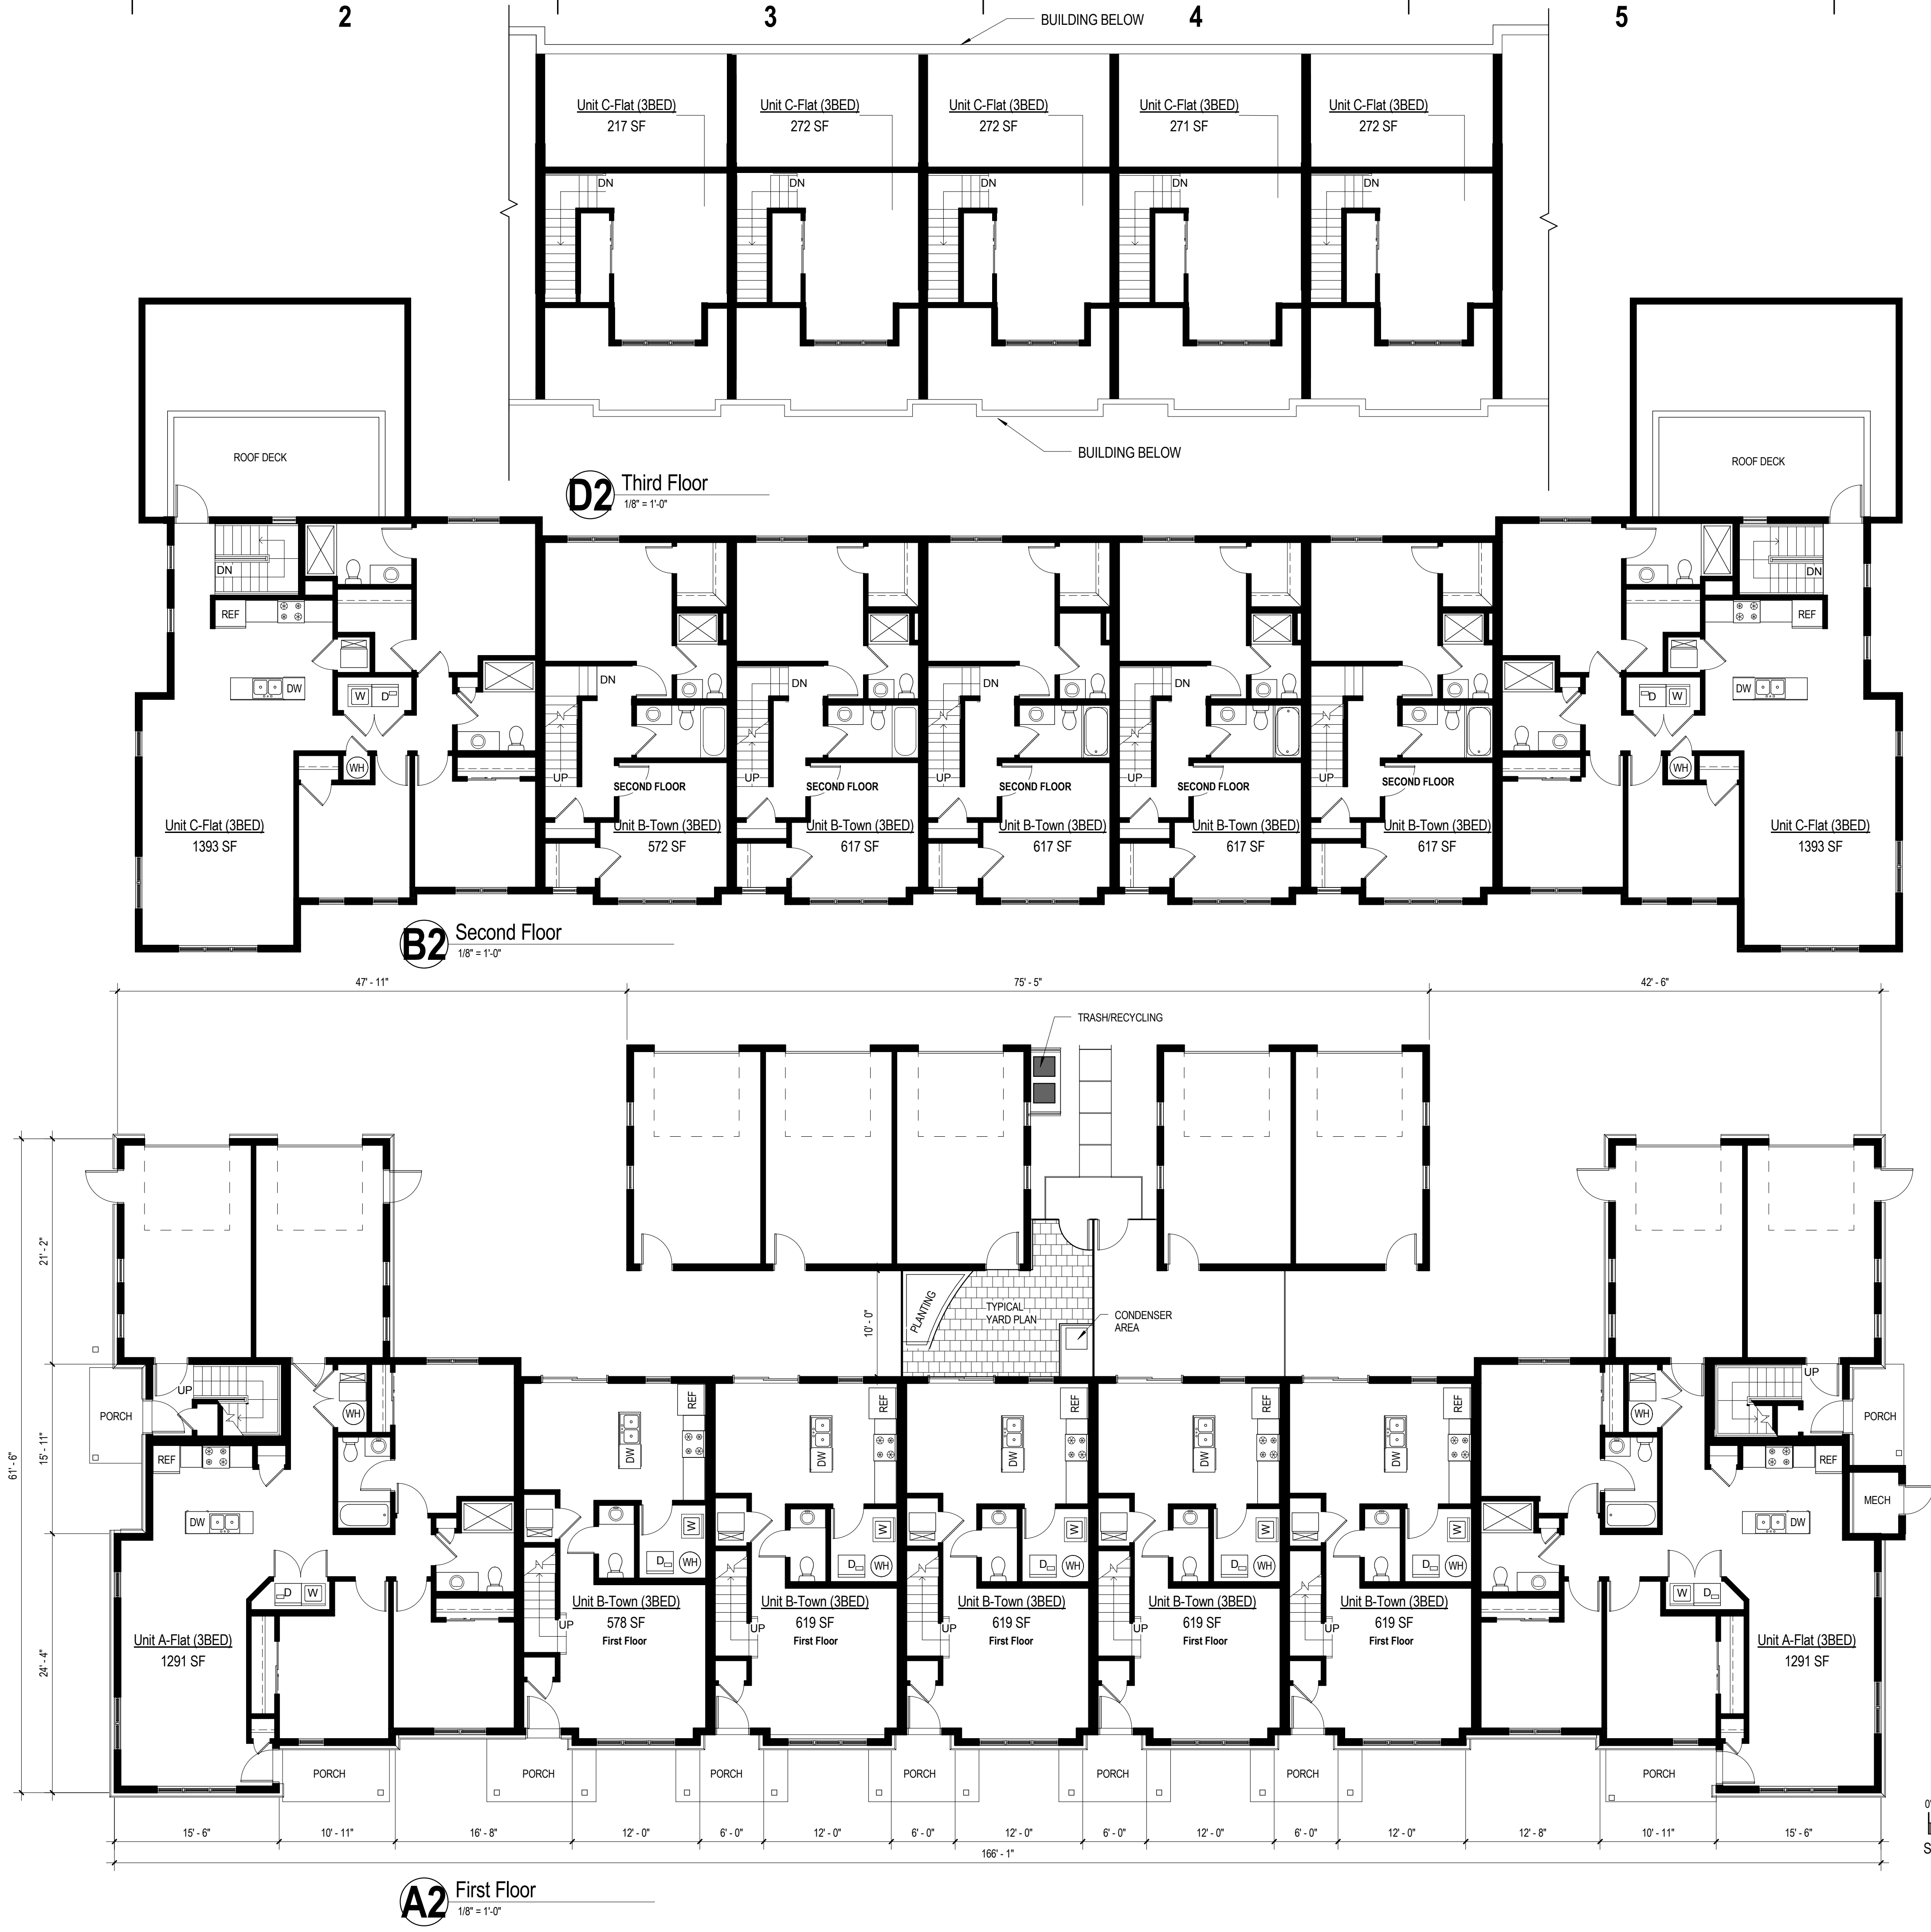 2
3
4
5
BUILDING BELOW
Unit C-Flat (3BED)
217 SF
Unit C-Flat (3BED)
272 SF
Unit C-Flat (3BED)
272 SF
Unit C-Flat (3BED)
271 SF
Unit C-Flat (3BED)
272 SF
DN
DN
DN
DN
DN
BUILDING BELOW
D2
Third Floor
1/8" = 1'-0"
ROOF DECK
ROOF DECK
DN
REF
DW
W
D
WH
Unit C-Flat (3BED)
1393 SF
DN
UP
SECOND FLOOR
Unit B-Town (3BED)
572 SF
DN
UP
SECOND FLOOR
Unit B-Town (3BED)
617 SF
DN
UP
SECOND FLOOR
Unit B-Town (3BED)
617 SF
DN
UP
SECOND FLOOR
Unit B-Town (3BED)
617 SF
DN
UP
SECOND FLOOR
Unit B-Town (3BED)
617 SF
DN
REF
DW
D
W
WH
Unit C-Flat (3BED)
1393 SF
B2
Second Floor
1/8" = 1'-0"
47' - 11"
75' - 5"
42' - 6"
TRASH/RECYCLING
PLANTING
TYPICAL
YARD PLAN
CONDENSER
AREA
10' - 0"
61' - 6"
21' - 2"
15' - 11"
24' - 4"
PORCH
UP
WH
REF
DW
D
W
Unit A-Flat (3BED)
1291 SF
REF
DW
W
D
WH
UP
Unit B-Town (3BED)
578 SF
First Floor
REF
DW
W
D
WH
UP
Unit B-Town (3BED)
619 SF
First Floor
REF
DW
W
D
WH
UP
Unit B-Town (3BED)
619 SF
First Floor
REF
DW
W
D
WH
UP
Unit B-Town (3BED)
619 SF
First Floor
REF
DW
W
D
WH
UP
Unit B-Town (3BED)
619 SF
First Floor
UP
WH
PORCH
REF
MECH
DW
W
D
Unit A-Flat (3BED)
1291 SF
PORCH
PORCH
PORCH
PORCH
PORCH
PORCH
PORCH
15' - 6"
10' - 11"
16' - 8"
12' - 0"
6' - 0"
12' - 0"
6' - 0"
12' - 0"
6' - 0"
12' - 0"
6' - 0"
12' - 0"
12' - 8"
10' - 11"
15' - 6"
166' - 1"
A2
First Floor
1/8" = 1'-0"